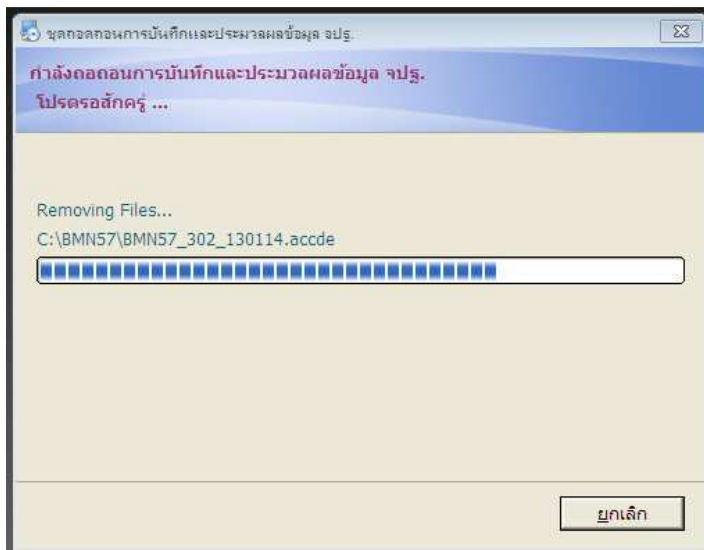 ชุดถอดถอนการบันทึกและประมวลผลข้อมูล จปฐ.
กำลังถอดถอนการบันทึกและประมวลผลข้อมูล จปฐ.
โปรดรอสักครู่ ...
Removing Files...
C:\BMN57\BMN57_302_130114.accde
ยกเลิก